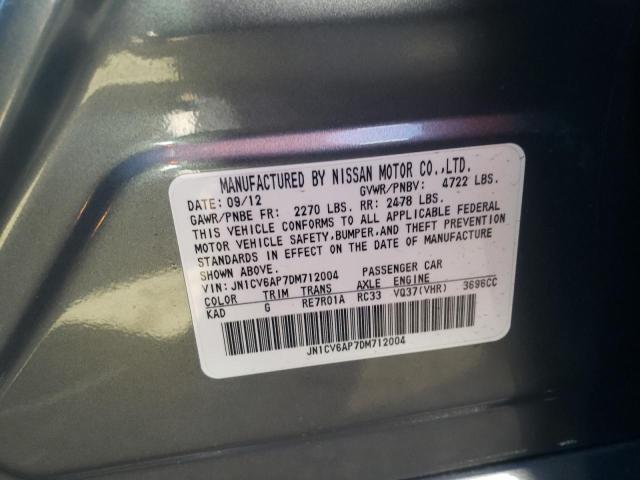 MANUFACTURED BY NISSAN MOTOR CO.,LTD.
DATE: 09/12 GVWR/PNBV: 4722 LBS.
GAWR/PNBE FR: 2270 LBS. RR: 2478 LBS.
THIS VEHICLE CONFORMS TO ALL APPLICABLE FEDERAL
MOTOR VEHICLE SAFETY,BUMPER,AND THEFT PREVENTION
STANDARDS IN EFFECT ON THE DATE OF MANUFACTURE
SHOWN ABOVE.
VIN: JN1CV6AP7DM712004 PASSENGER CAR
COLOR TRIM TRANS AXLE ENGINE
KAD G RE7R01A RC33 VQ37(VHR) 3696CC
JN1CV6AP7DM712004